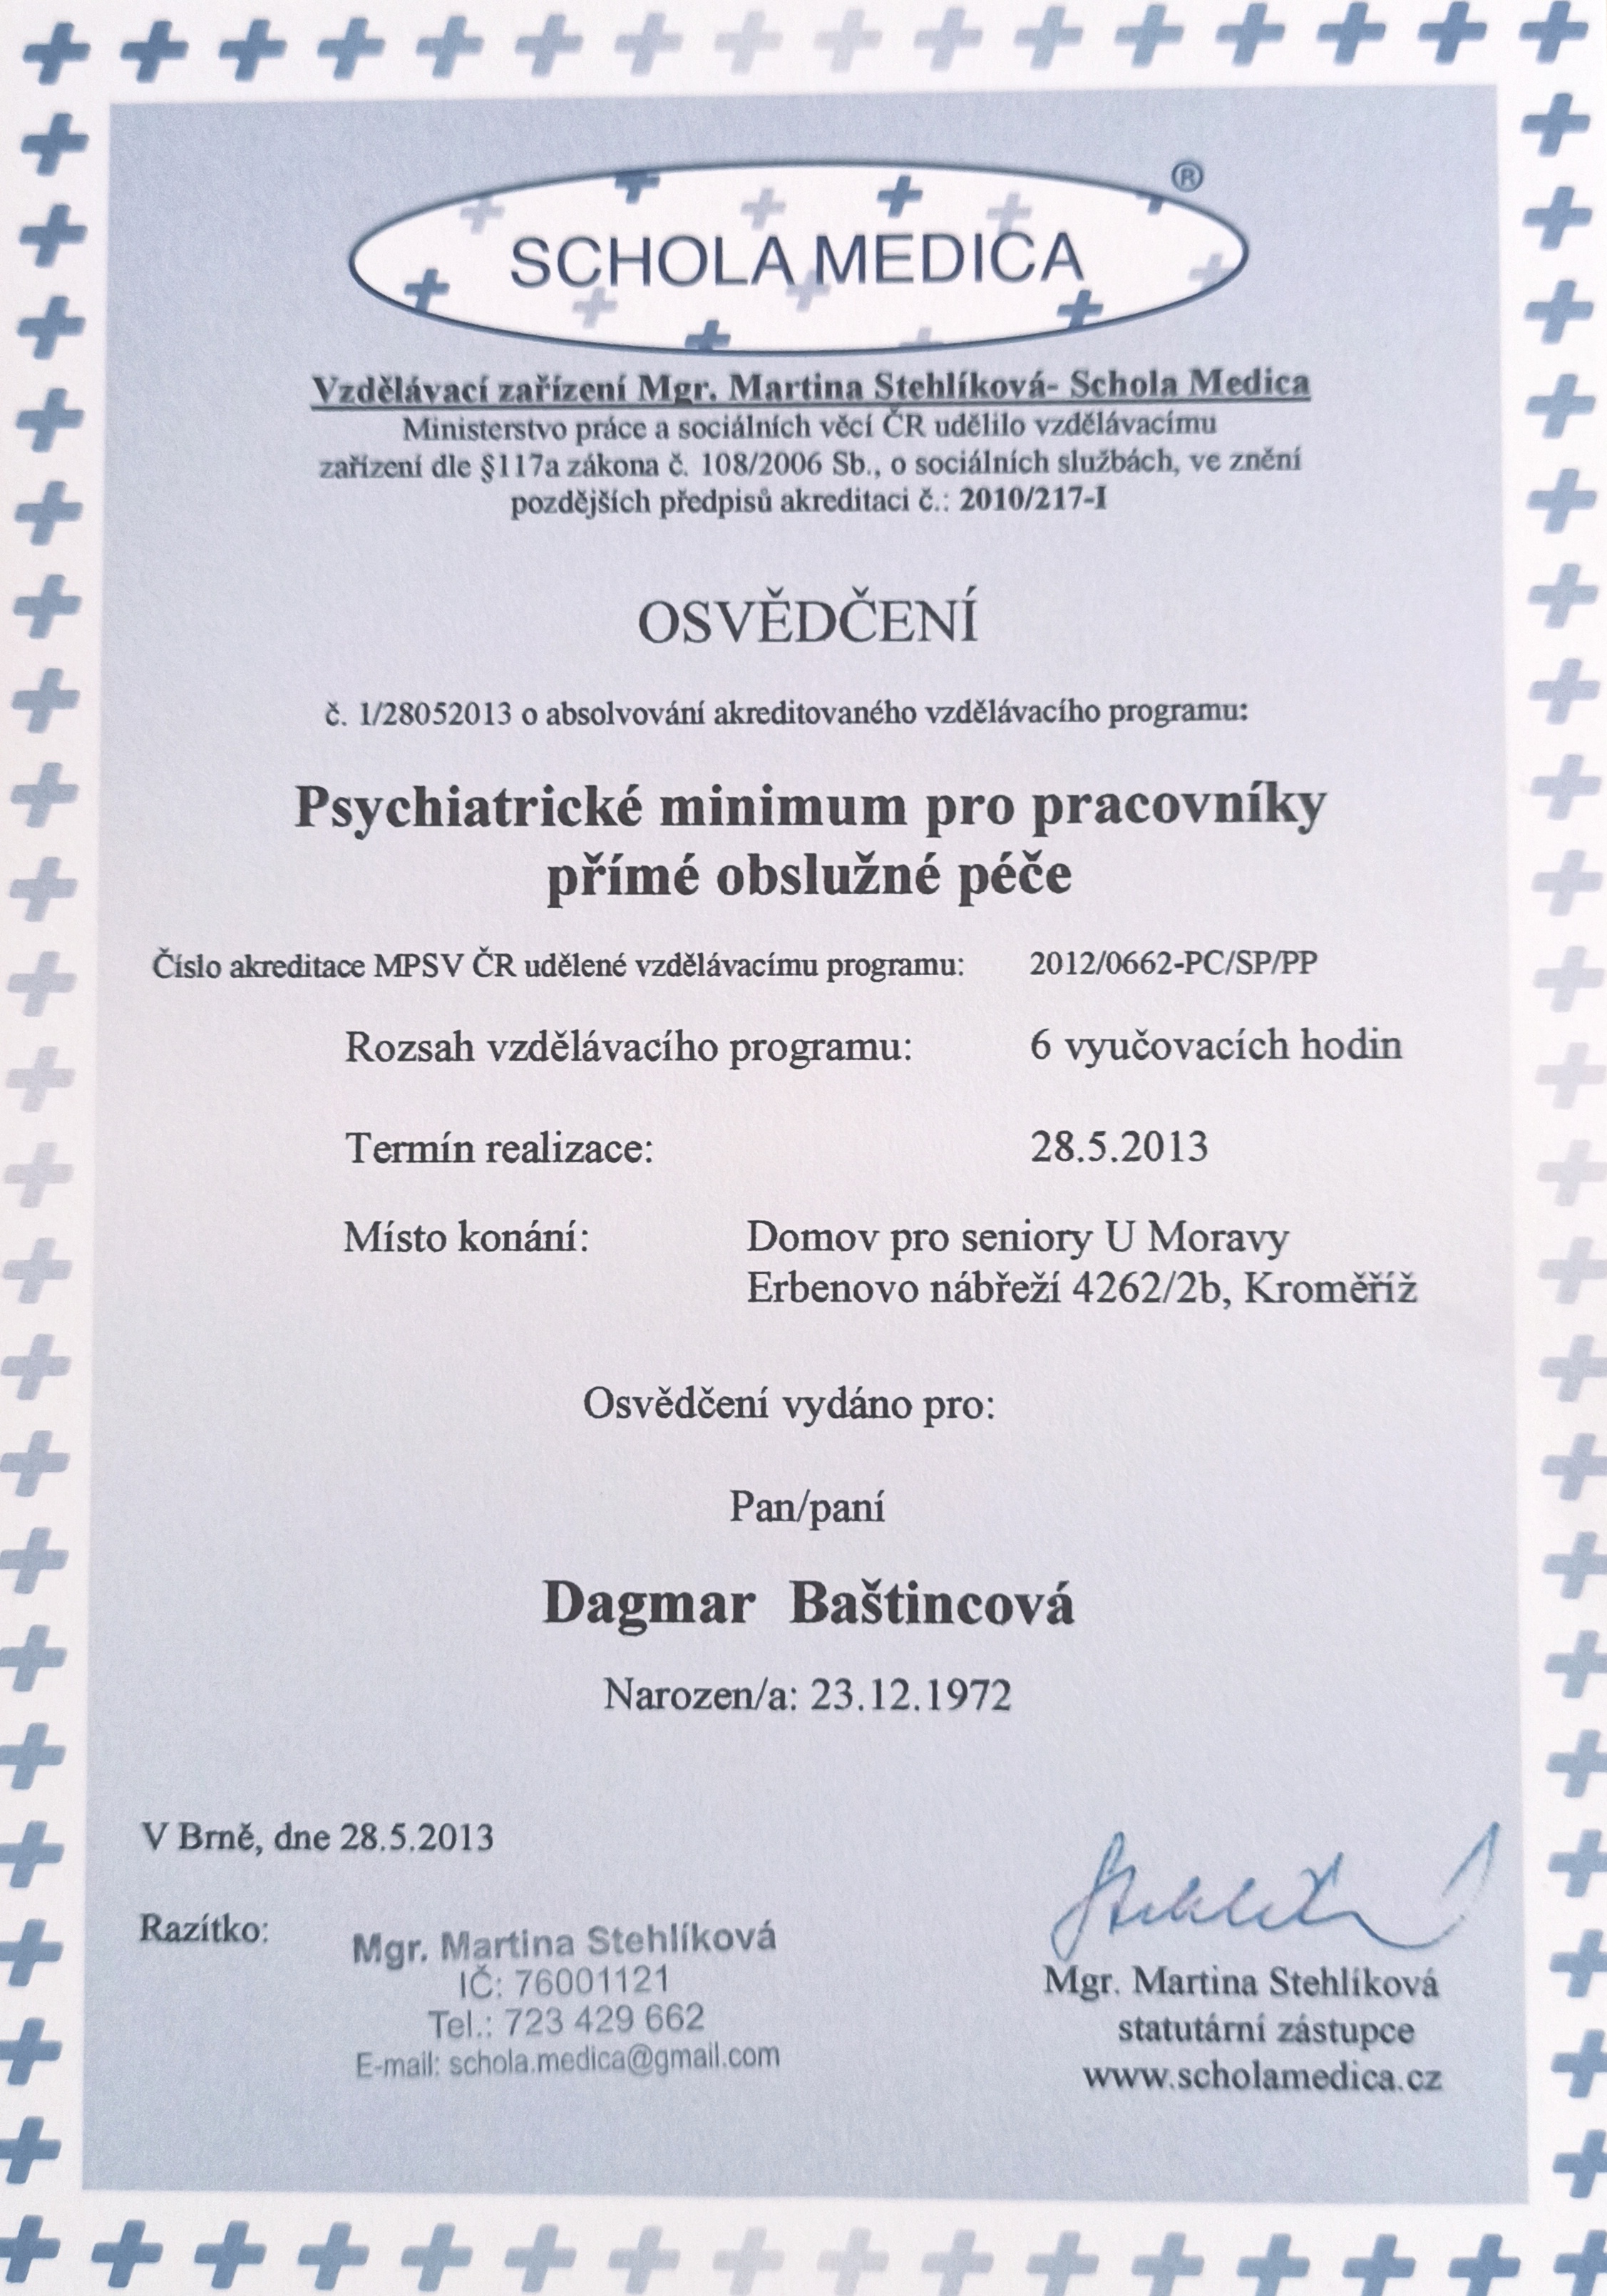 SCHOLA MEDICA ®
Vzdělávací zařízení Mgr. Martina Stehlíková- Schola Medica
Ministerstvo práce a sociálních věcí ČR udělilo vzdělávacímu
zařízení dle §117a zákona č. 108/2006 Sb., o sociálních službách, ve znění
pozdějších předpisů akreditaci č.: 2010/217-I
OSVĚDČENÍ
č. 1/28052013 o absolvování akreditovaného vzdělávacího programu:
Psychiatrické minimum pro pracovníky
přímé obslužné péče
Číslo akreditace MPSV ČR udělené vzdělávacímu programu: 2012/0662-PC/SP/PP
Rozsah vzdělávacího programu: 6 vyučovacích hodin
Termín realizace: 28.5.2013
Místo konání: Domov pro seniory U Moravy
Erbenovo nábřeží 4262/2b, Kroměříž
Osvědčení vydáno pro:
Pan/paní
Dagmar Baštincová
Narozen/a: 23.12.1972
V Brně, dne 28.5.2013
Razítko:
Mgr. Martina Stehlíková
IČ: 76001121
Tel.: 723 429 662
E-mail: schola.medica@gmail.com
Mgr. Martina Stehlíková
statutární zástupce
www.scholamedica.cz